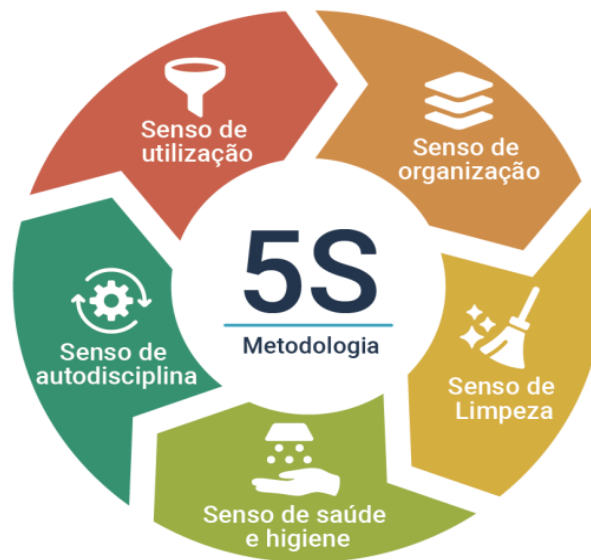 Senso de
utilização
Senso de
organização
5S
Metodologia
Senso de
autodisciplina
Senso de
Limpeza
Senso de saúde
e higiene